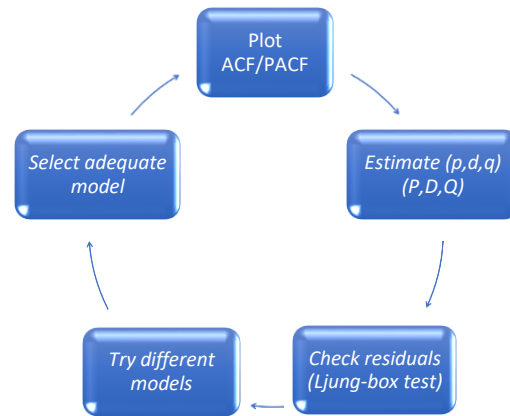 Plot
ACF/PACF
Estimate (p,d,q)
(P,D,Q)
Check residuals
(Ljung-box test)
Try different
models
Select adequate
model